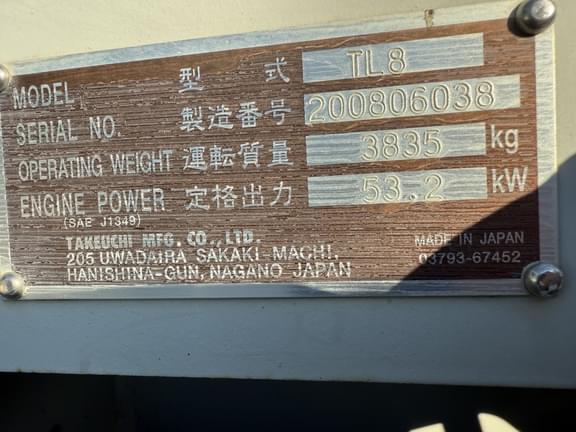 MODEL 型式 TL8
SERIAL NO. 製造番号 200806038
OPERATING WEIGHT 運転質量 3835 kg
ENGINE POWER 定格出力 53.2 kW
(SAE J1349)
TAKEUCHI MFG. CO., LTD.
205 UWADAIRA SAKAKI-MACHI,
HANISHINA-GUN, NAGANO JAPAN
MADE IN JAPAN
03793-67452